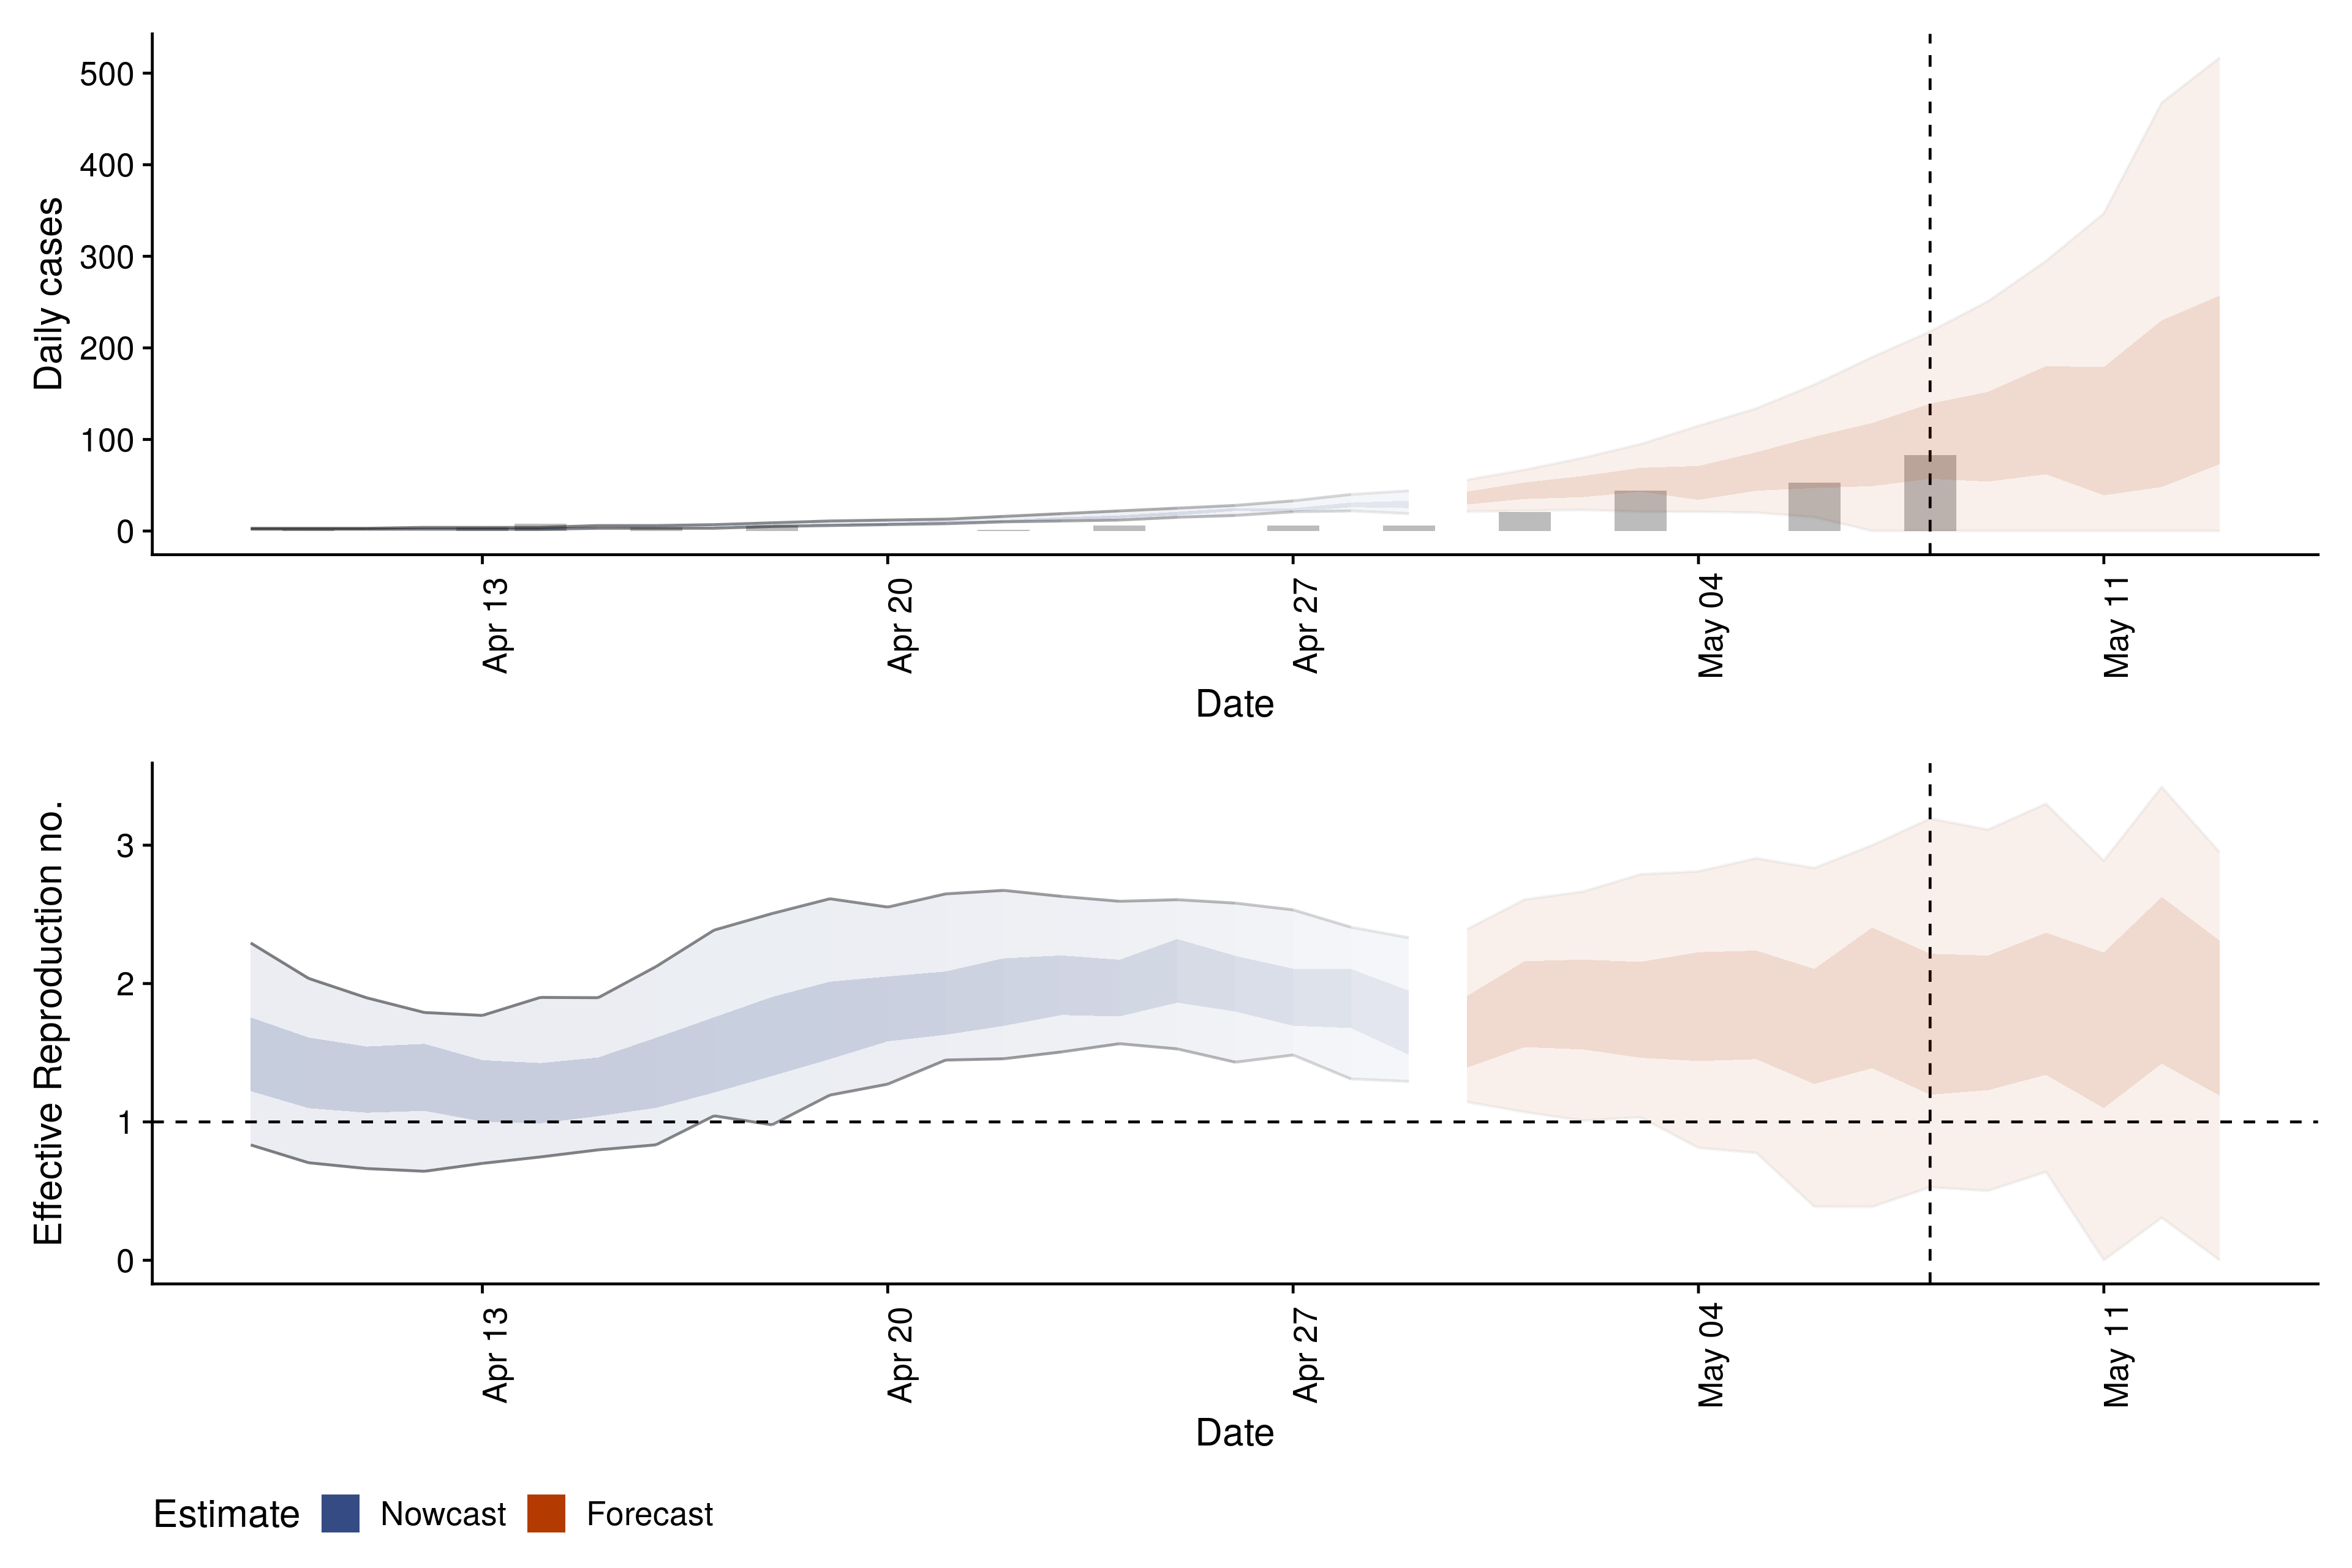 500
400
300
200
100
0
Daily cases
Apr 13
Apr 20
Apr 27
May 04
May 11
Date
3
2
1
0
Effective Reproduction no.
Apr 13
Apr 20
Apr 27
May 04
May 11
Date
Estimate Nowcast Forecast